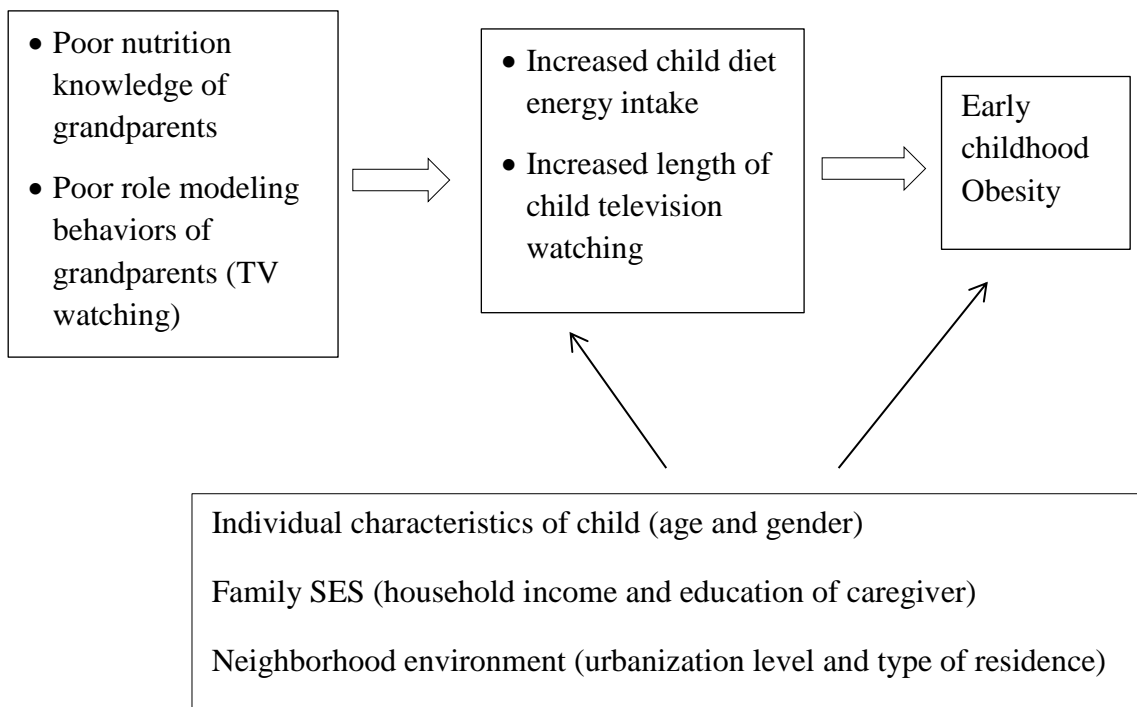 • Poor nutrition
knowledge of
grandparents
• Poor role modeling
behaviors of
grandparents (TV
watching)
• Increased child diet
energy intake
• Increased length of
child television
watching
Early
childhood
Obesity
Individual characteristics of child (age and gender)
Family SES (household income and education of caregiver)
Neighborhood environment (urbanization level and type of residence)